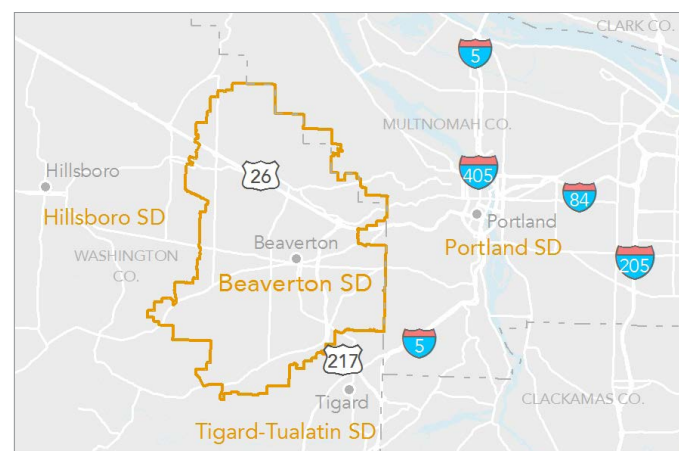 CLARK CO.
5
MULTNOMAH CO.
Hillsboro
26
405
84
Hillsboro SD
Portland
Beaverton
Portland SD
WASHINGTON
CO.
205
Beaverton SD
5
217
Tigard
CLACKAMAS CO.
Tigard-Tualatin SD